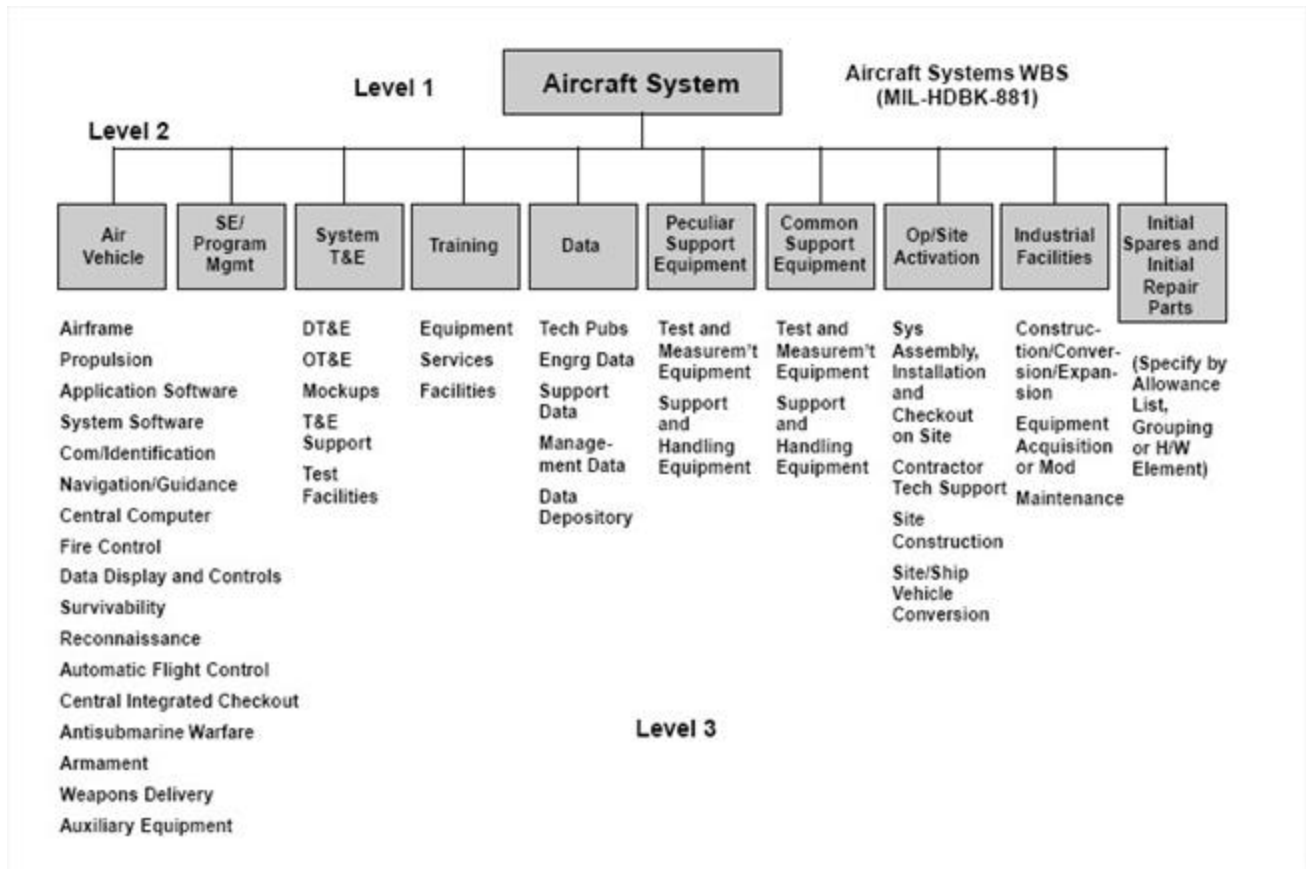 Level 1
Aircraft System
Aircraft Systems WBS
(MIL-HDBK-881)
Level 2
Air
Vehicle
SE/
Program
Mgmt
System
T&E
Training
Data
Peculiar
Support
Equipment
Common
Support
Equipment
Op/Site
Activation
Industrial
Facilities
Initial
Spares and
Initial
Repair
Parts
Airframe
Propulsion
Application Software
System Software
Com/Identification
Navigation/Guidance
Central Computer
Fire Control
Data Display and Controls
Survivability
Reconnaissance
Automatic Flight Control
Central Integrated Checkout
Antisubmarine Warfare
Armament
Weapons Delivery
Auxiliary Equipment
DT&E
OT&E
Mockups
T&E
Support
Test
Facilities
Equipment
Services
Facilities
Tech Pubs
Engrg Data
Support
Data
Manage-
ment Data
Data
Depository
Test and
Measurem't
Equipment
Support
and
Handling
Equipment
Test and
Measurem't
Equipment
Support
and
Handling
Equipment
Sys
Assembly,
Installation
and
Checkout
on Site
Contractor
Tech Support
Site
Construction
Site/Ship
Vehicle
Conversion
Construc-
tion/Conver-
sion/Expan-
sion
Equipment
Acquisition
or Mod
Maintenance
(Specify by
Allowance
List,
Grouping
or H/W
Element)
Level 3